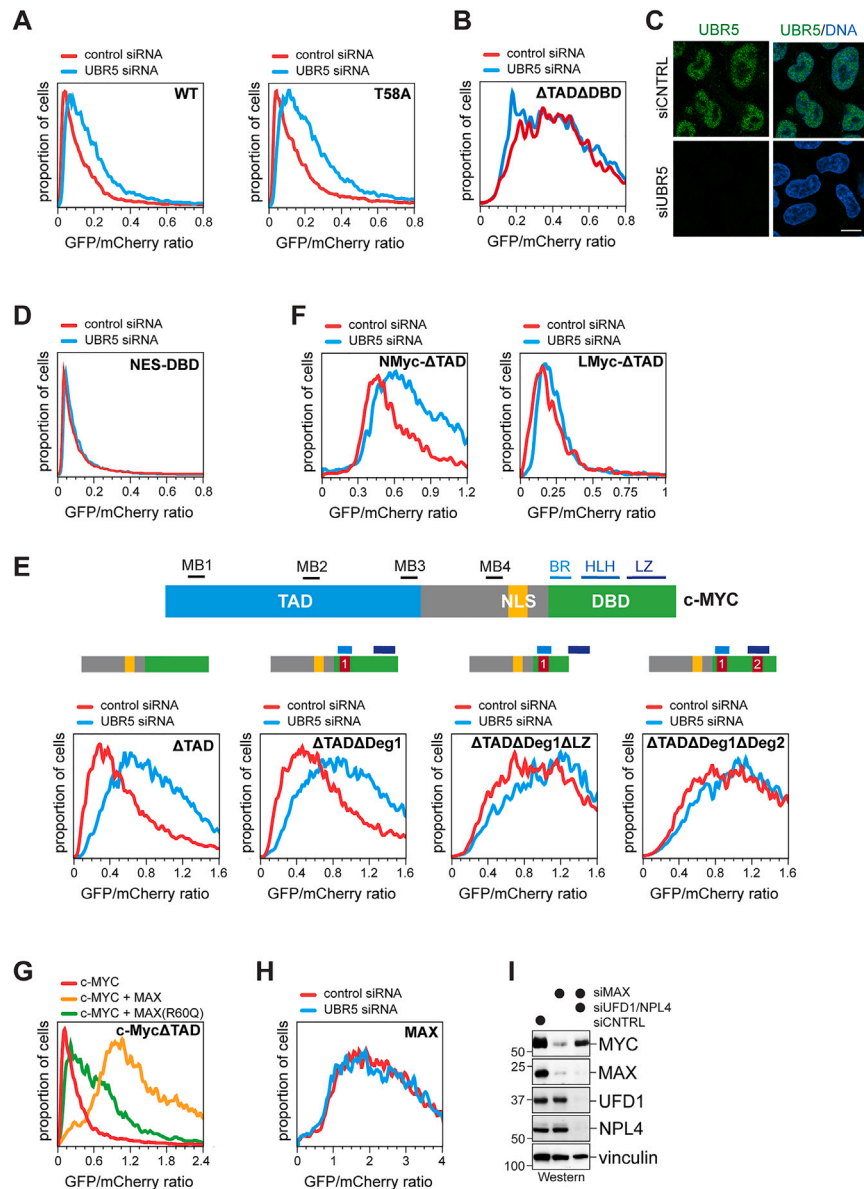 A
control siRNA
UBR5 siRNA
WT
proportion of cells
0 0.2 0.4 0.6 0.8
GFP/mCherry ratio
control siRNA
UBR5 siRNA
T58A
proportion of cells
0 0.2 0.4 0.6 0.8
GFP/mCherry ratio
B
control siRNA
UBR5 siRNA
ΔTADΔDBD
proportion of cells
0 0.2 0.4 0.6 0.8
GFP/mCherry ratio
C
UBR5 UBR5/DNA
siCNTRL
siUBR5
D
control siRNA
UBR5 siRNA
NES-DBD
proportion of cells
0 0.2 0.4 0.6 0.8
GFP/mCherry ratio
F
control siRNA
UBR5 siRNA
NMyc-ΔTAD
proportion of cells
0 0.3 0.6 0.9 1.2
GFP/mCherry ratio
control siRNA
UBR5 siRNA
LMyc-ΔTAD
proportion of cells
0 0.25 0.5 0.75 1
GFP/mCherry ratio
E
MB1 MB2 MB3 MB4 BR HLH LZ
TAD NLS DBD c-MYC
1 1 1 2
control siRNA
UBR5 siRNA
ΔTAD
proportion of cells
0 0.4 0.8 1.2 1.6
GFP/mCherry ratio
control siRNA
UBR5 siRNA
ΔTADΔDeg1
proportion of cells
0 0.4 0.8 1.2 1.6
GFP/mCherry ratio
control siRNA
UBR5 siRNA
ΔTADΔDeg1ΔLZ
proportion of cells
0 0.4 0.8 1.2 1.6
GFP/mCherry ratio
control siRNA
UBR5 siRNA
ΔTADΔDeg1ΔDeg2
proportion of cells
0 0.4 0.8 1.2 1.6
GFP/mCherry ratio
G
c-MYC
c-MYC + MAX
c-MYC + MAX(R60Q)
c-MycΔTAD
proportion of cells
0 0.6 1.2 1.8 2.4
GFP/mCherry ratio
H
control siRNA
UBR5 siRNA
MAX
proportion of cells
0 1 2 3 4
GFP/mCherry ratio
I
siMAX
siUFD1/NPL4
siCNTRL
50 MYC
25 MAX
37 UFD1
50 NPL4
100 vinculin
Western